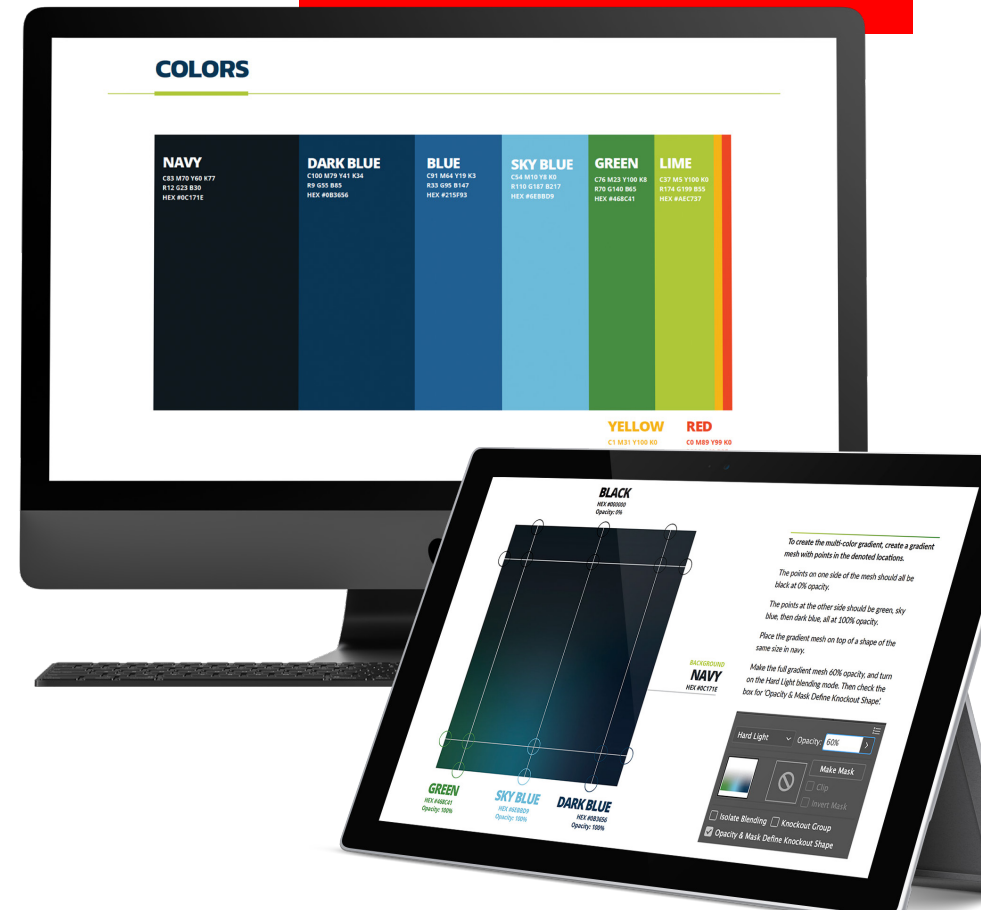 COLORS
NAVY
C83 M70 Y60 K77
R12 G23 B30
HEX #0C171E
DARK BLUE
C100 M79 Y41 K34
R9 G55 B85
HEX #0B3656
BLUE
C91 M64 Y19 K3
R33 G95 B147
HEX #215F93
SKY BLUE
C54 M10 Y8 K0
R110 G187 B217
HEX #6EBBD9
GREEN
C76 M23 Y100 K8
R70 G140 B65
HEX #468C41
LIME
C37 M5 Y100 K0
R174 G199 B55
HEX #AEC737
YELLOW
C1 M31 Y100 K0
RED
C0 M89 Y99 K0
BLACK
HEX #000000
Opacity: 0%
To create the multi-color gradient, create a gradient
mesh with points in the denoted locations.
The points on one side of the mesh should all be
black at 0% opacity.
The points at the other side should be green, sky
blue, then dark blue, all at 100% opacity.
Place the gradient mesh on top of a shape of the
same size in navy.
Make the full gradient mesh 60% opacity, and turn
on the Hard Light blending mode. Then check the
box for 'Opacity & Mask Define Knockout Shape'.
BACKGROUND
NAVY
HEX #0C171E
GREEN
HEX #468C41
Opacity: 100%
SKY BLUE
HEX #6EBBD9
Opacity: 100%
DARK BLUE
HEX #0B3656
Opacity: 100%
Hard Light Opacity: 60%
Make Mask
Clip
Invert Mask
Isolate Blending Knockout Group
Opacity & Mask Define Knockout Shape